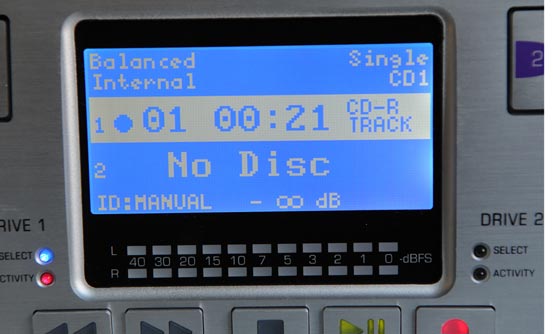 Balanced Single
Internal CD1
1 ● 01 00:21 CD-R TRACK
2 No Disc
ID:MANUAL - ∞ dB
L
40 30 20 15 10 7 5 3 2 1 0 -dBFS
R
RIVE 1
SELECT
ACTIVITY
DRIVE 2
SELECT
ACTIVITY
2